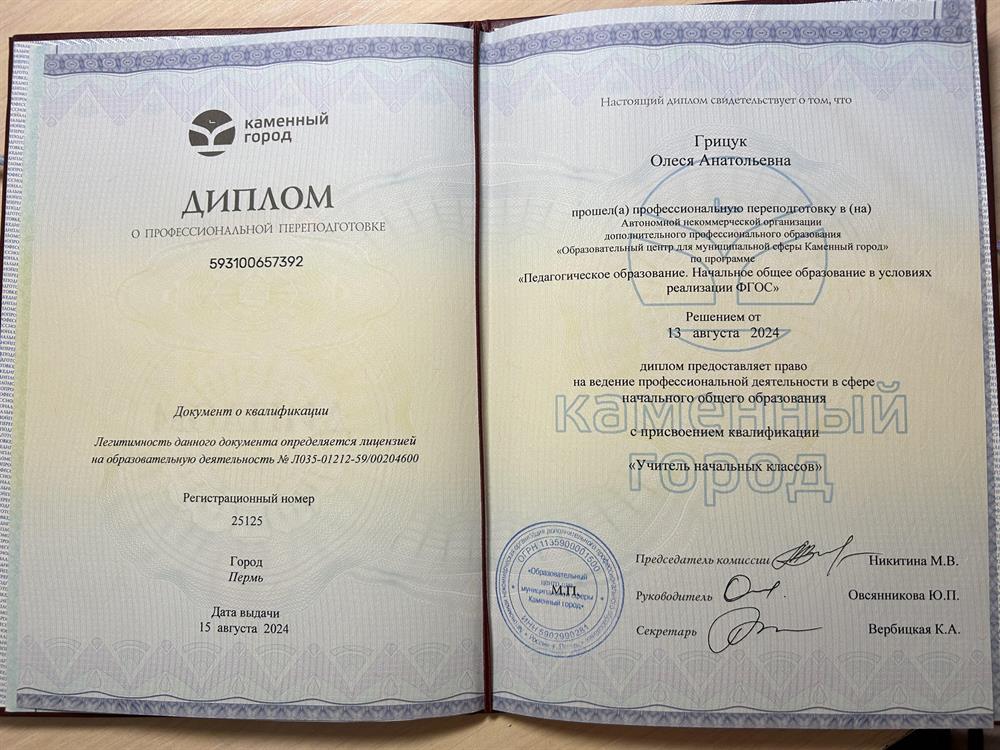 каменный
город
ДИПЛОМ
О ПРОФЕССИОНАЛЬНОЙ ПЕРЕПОДГОТОВКЕ
593100657392
Документ о квалификации
Легитимность данного документа определяется лицензией
на образовательную деятельность № Л035-01212-59/00204600
Регистрационный номер
25125
Город
Пермь
Дата выдачи
15 августа 2024
Настоящий диплом свидетельствует о том, что
Грицук
Олеся Анатольевна
прошел(а) профессиональную переподготовку в (на)
Автономной некоммерческой организации
дополнительного профессионального образования
«Образовательный центр для муниципальной сферы Каменный город»
по программе
«Педагогическое образование. Начальное общее образование в условиях
реализации ФГОС»
Решением от
13 августа 2024
диплом предоставляет право
на ведение профессиональной деятельности в сфере
начального общего образования
каменный
с присвоением квалификации
«Учитель начальных классов»
город
Председатель комиссии Никитина М.В.
Руководитель Овсянникова Ю.П.
Секретарь Вербицкая К.А.
М.П.
ОГРН 1135900001500
«Образовательный
центр для
муниципальной сферы
Каменный город»
ИНН 5902990281